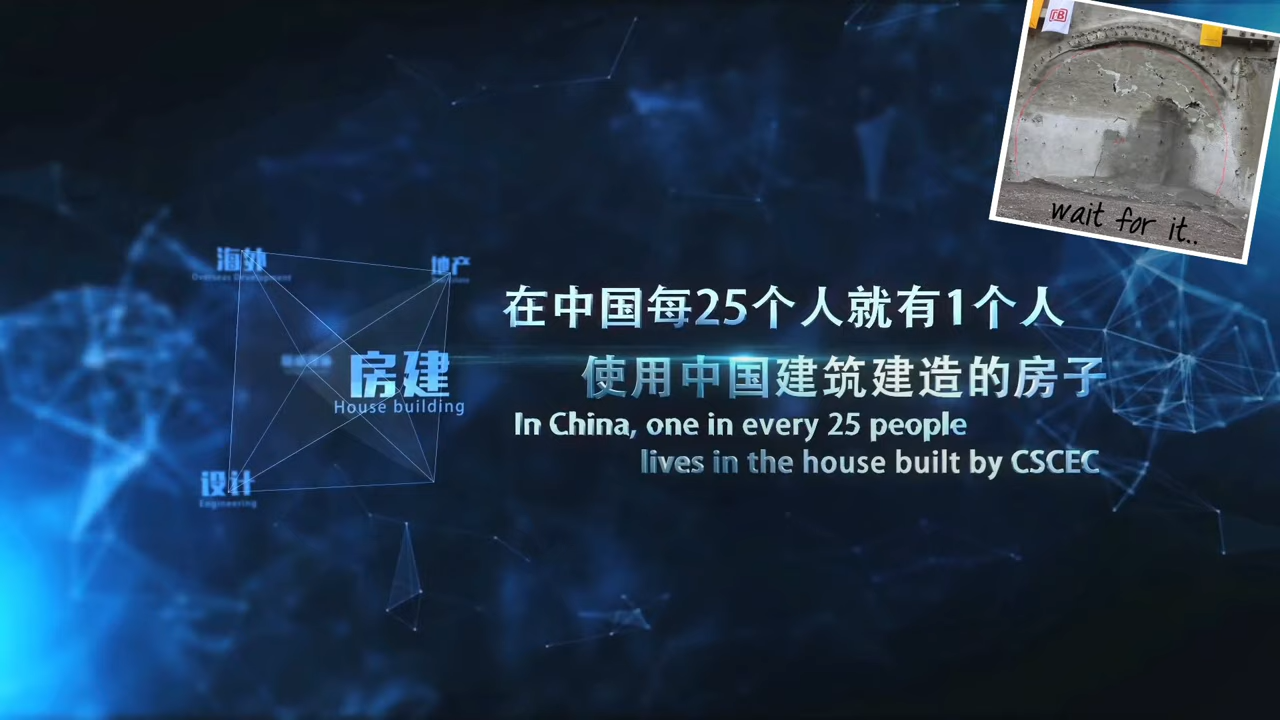 wait for it..
海外
Overseas Development
地产
在中国每25个人就有1个人
使用中国建筑建造的房子
房建
House building
In China, one in every 25 people
lives in the house built by CSCEC
设计
Engineering